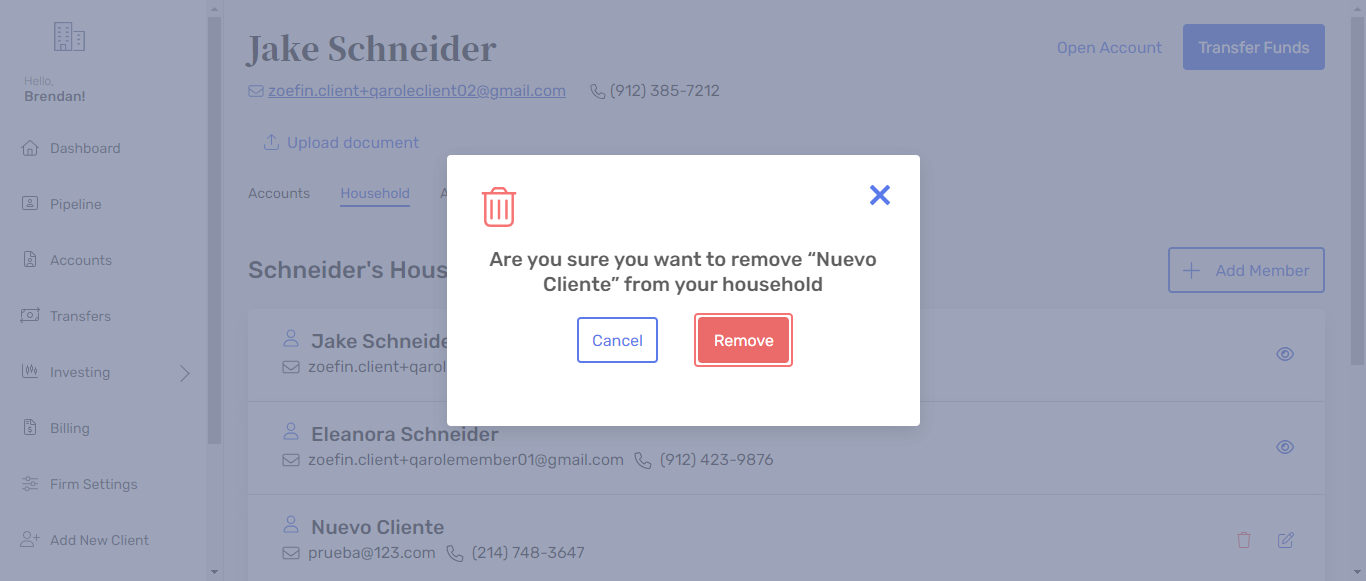 Hello,
Brendan!
Dashboard
Pipeline
Accounts
Transfers
Investing
Billing
Firm Settings
Add New Client
Jake Schneider
zoefin.client+qaroleclient02@gmail.com (912) 385-7212
Open Account
Transfer Funds
Upload document
Accounts Household A
Schneider's Hous
Add Member
Are you sure you want to remove “Nuevo
Cliente” from your household
Cancel Remove
Jake Schneide
zoefin.client+qarol
Eleanora Schneider
zoefin.client+qarolemember01@gmail.com (912) 423-9876
Nuevo Cliente
prueba@123.com (214) 748-3647